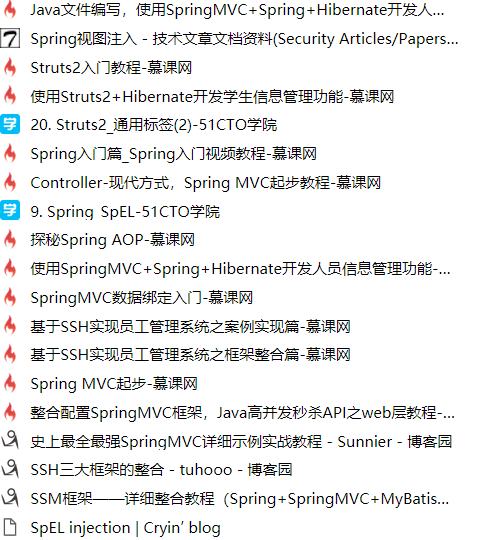 Java文件编写，使用SpringMVC+Spring+Hibernate开发人...
Spring视图注入 - 技术文章文档资料(Security Articles/Papers...
Struts2入门教程-慕课网
使用Struts2+Hibernate开发学生信息管理功能-慕课网
学 20. Struts2_通用标签(2)-51CTO学院
Spring入门篇_Spring入门视频教程-慕课网
Controller-现代方式，Spring MVC起步教程-慕课网
学 9. Spring_SpEL-51CTO学院
探秘Spring AOP-慕课网
使用SpringMVC+Spring+Hibernate开发人员信息管理功能-...
SpringMVC数据绑定入门-慕课网
基于SSH实现员工管理系统之案例实现篇-慕课网
基于SSH实现员工管理系统之框架整合篇-慕课网
Spring MVC起步-慕课网
整合配置SpringMVC框架，Java高并发秒杀API之web层教程-...
史上最全最强SpringMVC详细示例实战教程 - Sunnier - 博客园
SSH三大框架的整合 - tuhooo - 博客园
SSM框架——详细整合教程（Spring+SpringMVC+MyBatis...
SpEL injection | Cryin’ blog